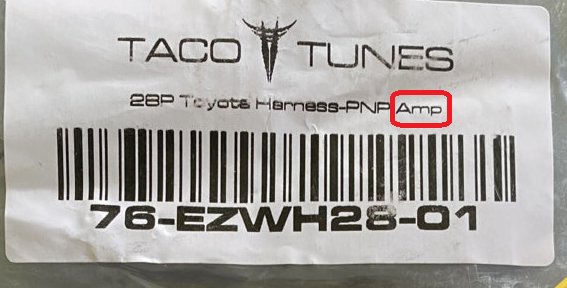 TACO TUNES
28P Toyota Harness-PNP Amp
76-EZWH28-01